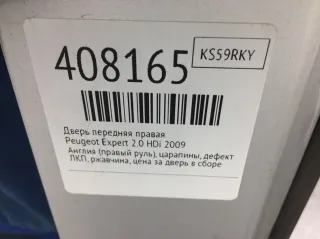 408165
KS59RKY
Дверь передняя правая
Peugeot Expert 2.0 HDi 2009
Англия (правый руль), царапины, дефект
ЛКП, ржавчина, цена за дверь в сборе